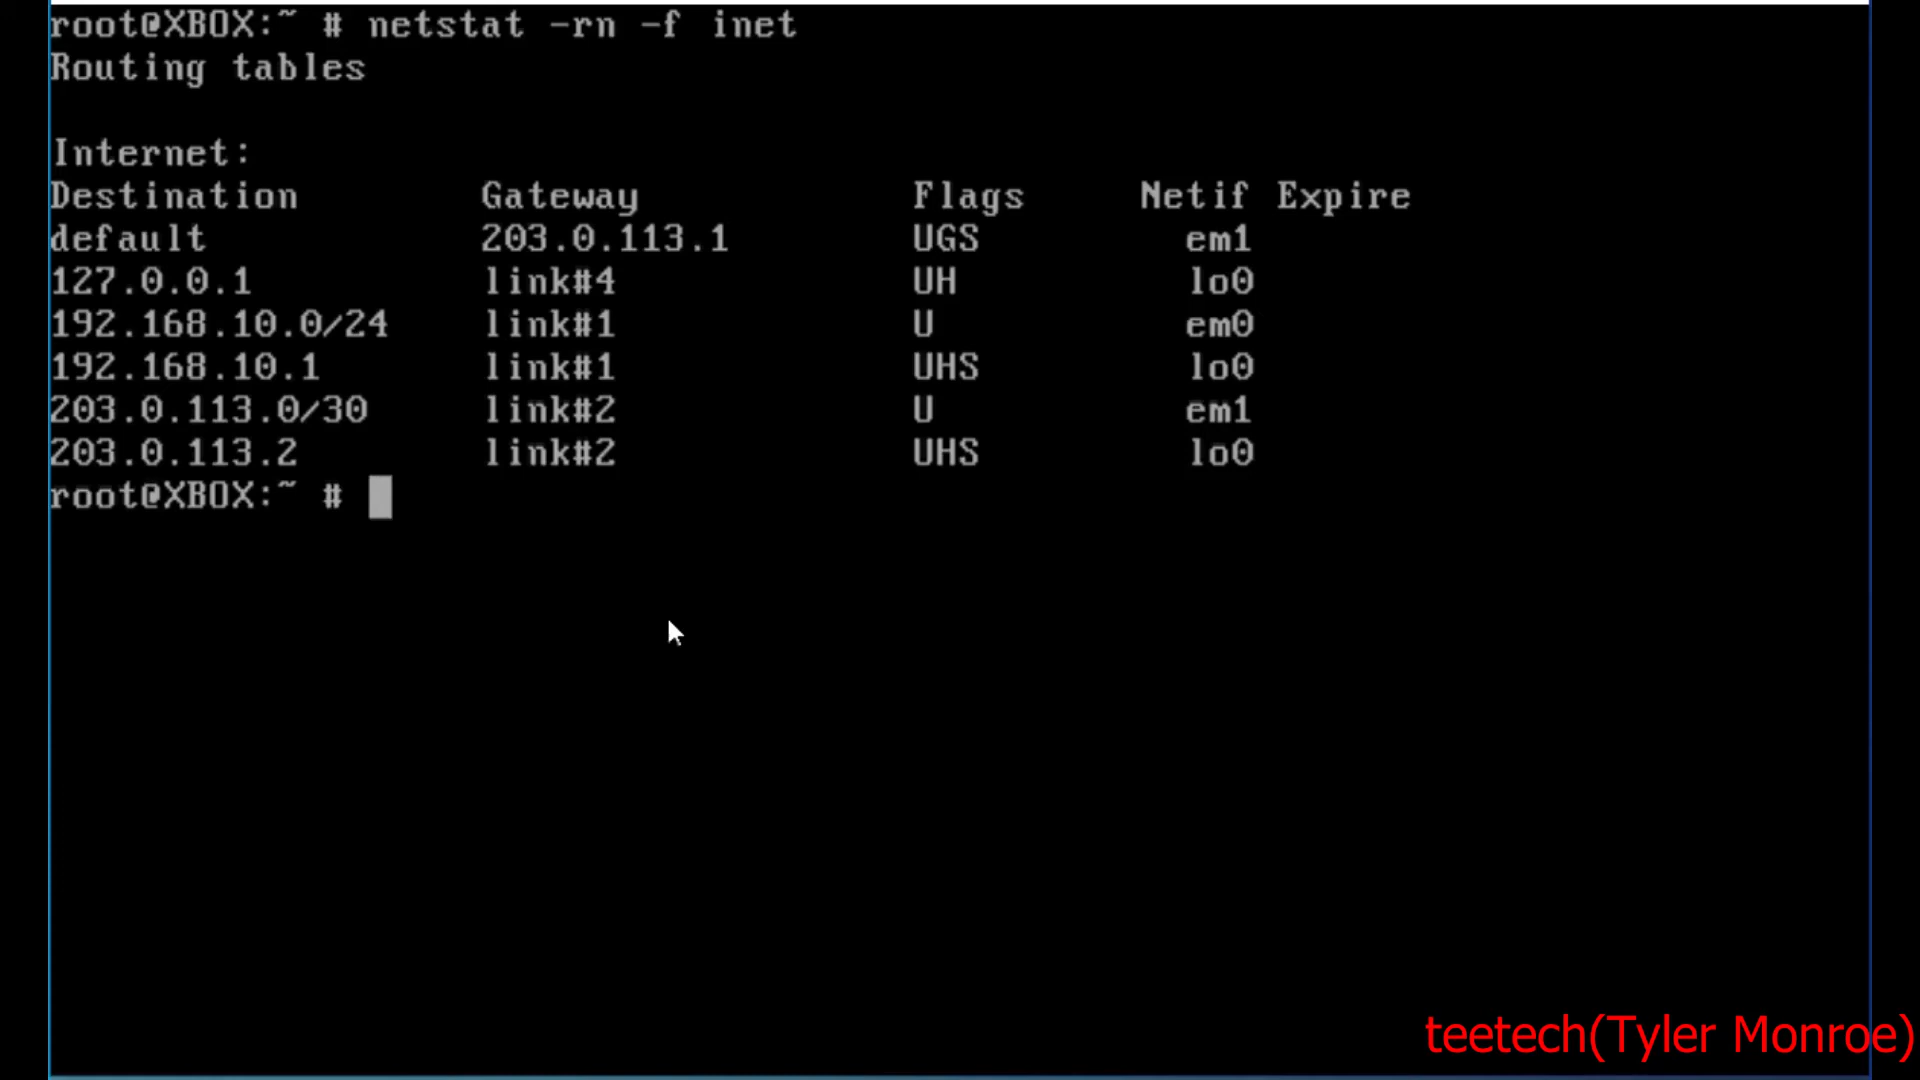 root@XBOX:~ # netstat -rn -f inet
Routing tables
Internet:
Destination Gateway Flags Netif Expire
default 203.0.113.1 UGS em1
127.0.0.1 link#4 UH lo0
192.168.10.0/24 link#1 U em0
192.168.10.1 link#1 UHS lo0
203.0.113.0/30 link#2 U em1
203.0.113.2 link#2 UHS lo0
root@XBOX:~ #
teetech(Tyler Monroe)